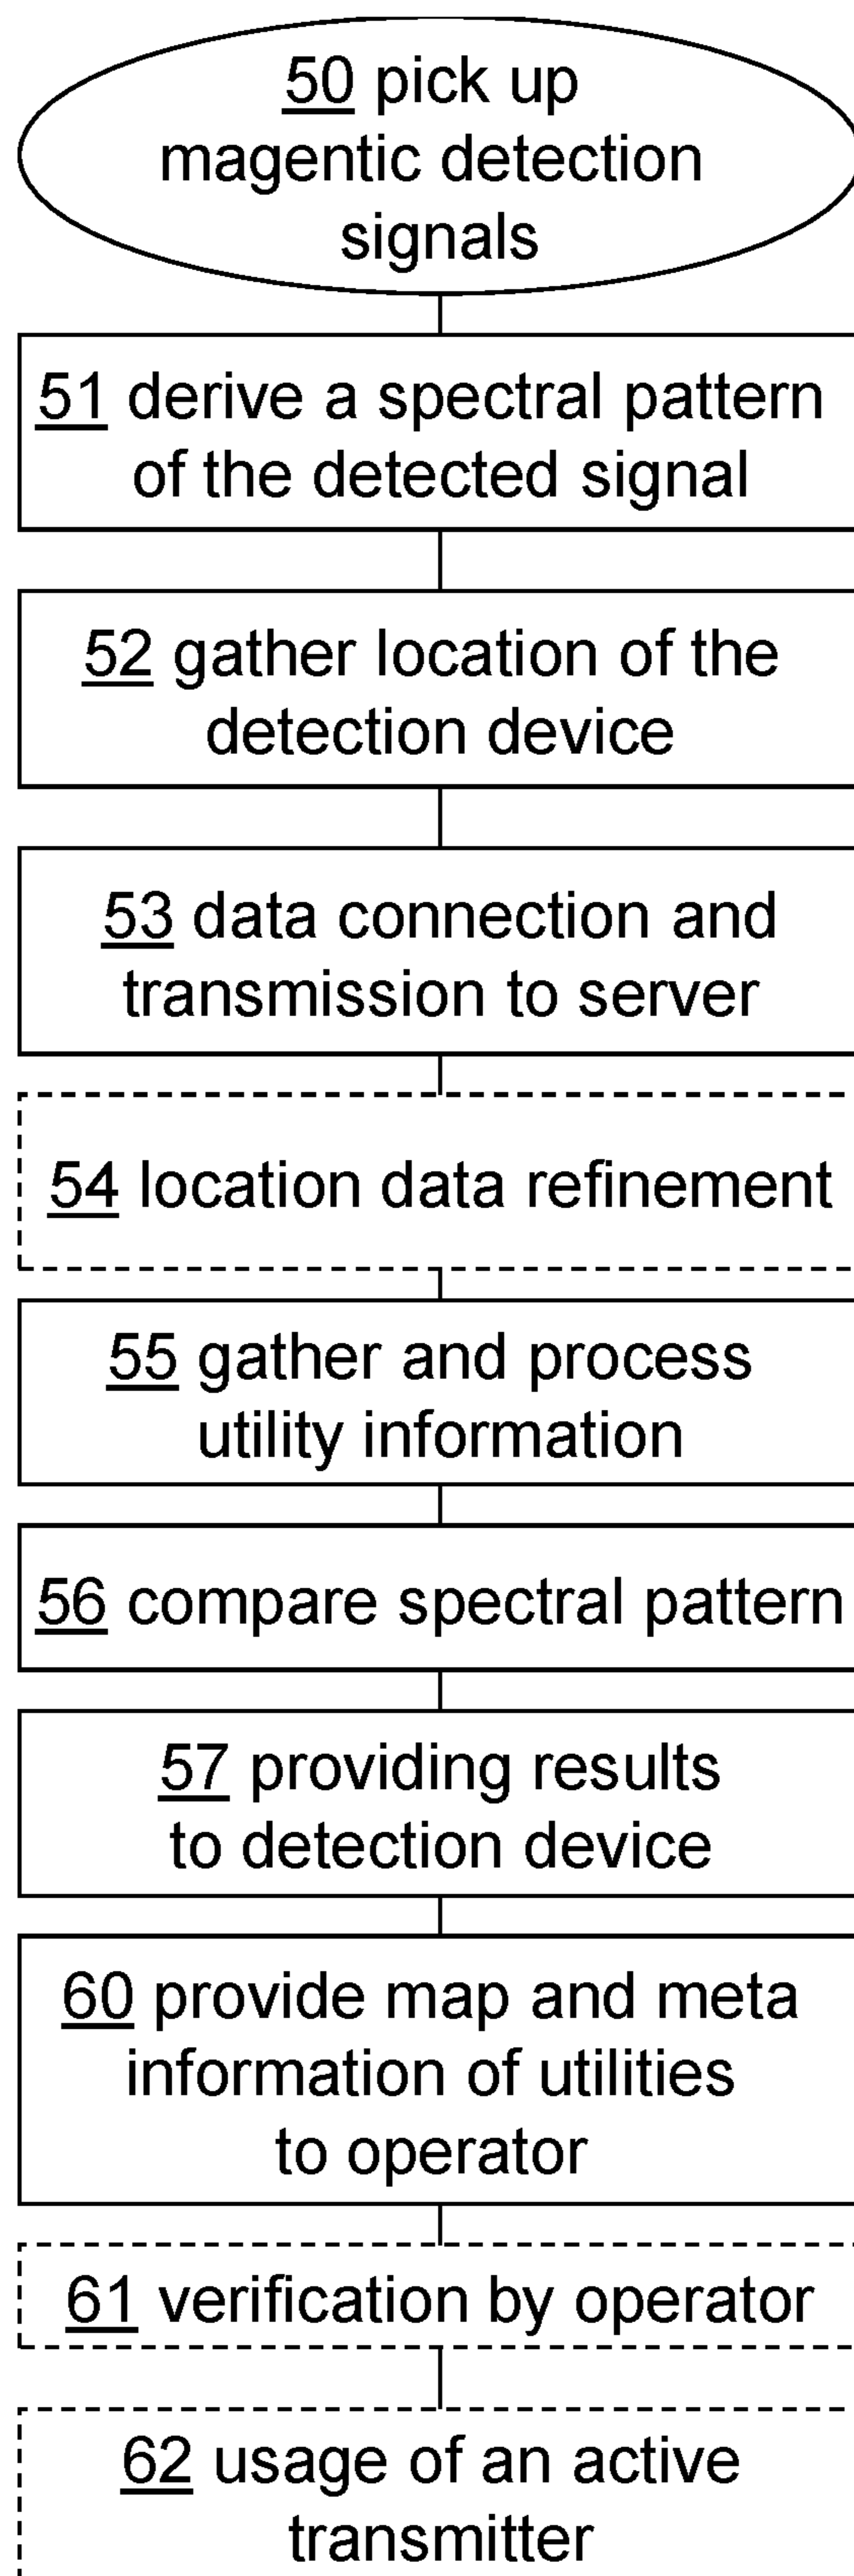 50 pick up
magentic detection
signals
51 derive a spectral pattern
of the detected signal
52 gather location of the
detection device
53 data connection and
transmission to server
54 location data refinement
55 gather and process
utility information
56 compare spectral pattern
57 providing results
to detection device
60 provide map and meta
information of utilities
to operator
61 verification by operator
62 usage of an active
transmitter